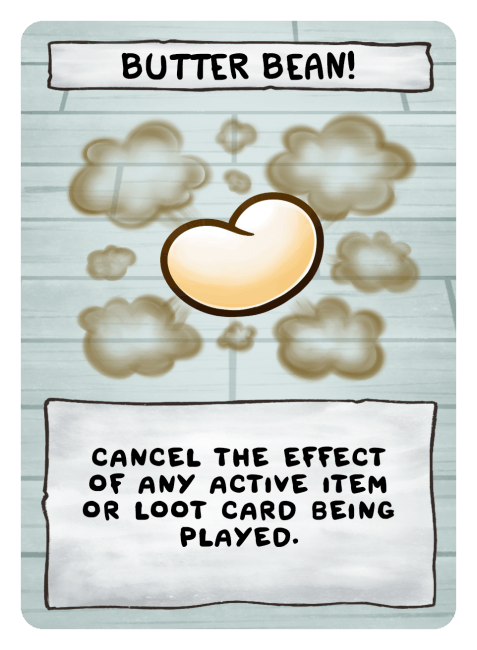 BUTTER BEAN!
CANCEL THE EFFECT
OF ANY ACTIVE ITEM
OR LOOT CARD BEING
PLAYED.